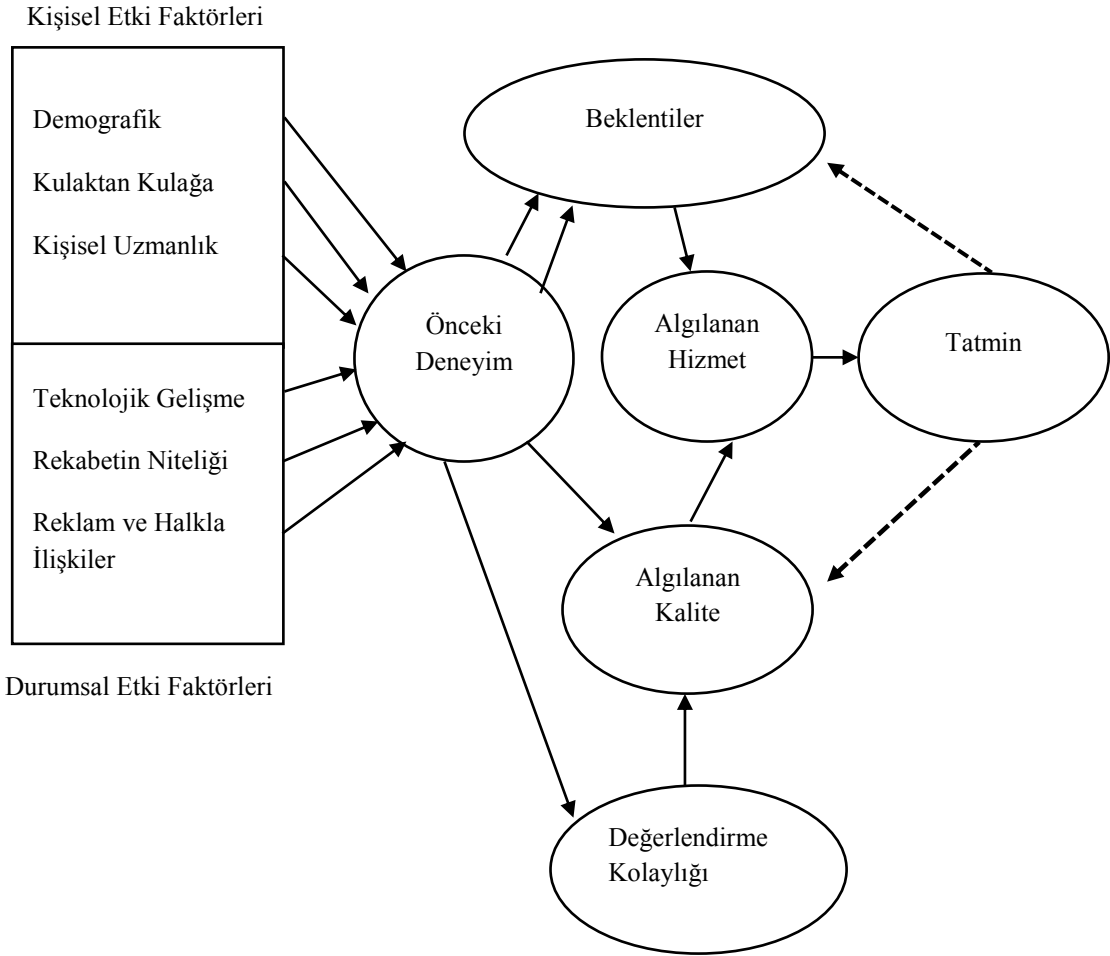 Kişisel Etki Faktörleri
Demografik
Kulaktan Kulağa
Kişisel Uzmanlık
Teknolojik Gelişme
Rekabetin Niteliği
Reklam ve Halkla
İlişkiler
Durumsal Etki Faktörleri
Önceki
Deneyim
Beklentiler
Algılanan
Hizmet
Tatmin
Algılanan
Kalite
Değerlendirme
Kolaylığı